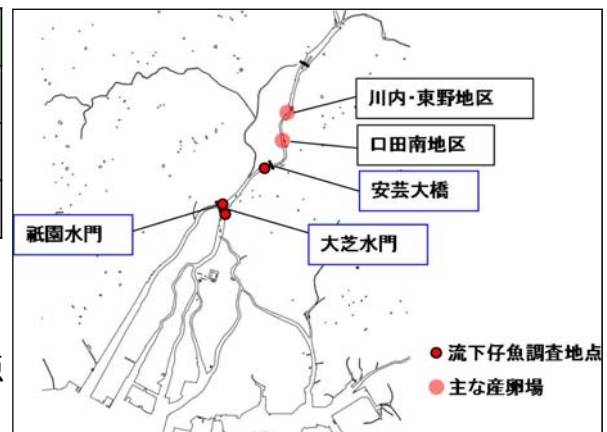 川内・東野地区
口田南地区
安芸大橋
祇園水門
大芝水門
流下仔魚調査地点
主な産卵場